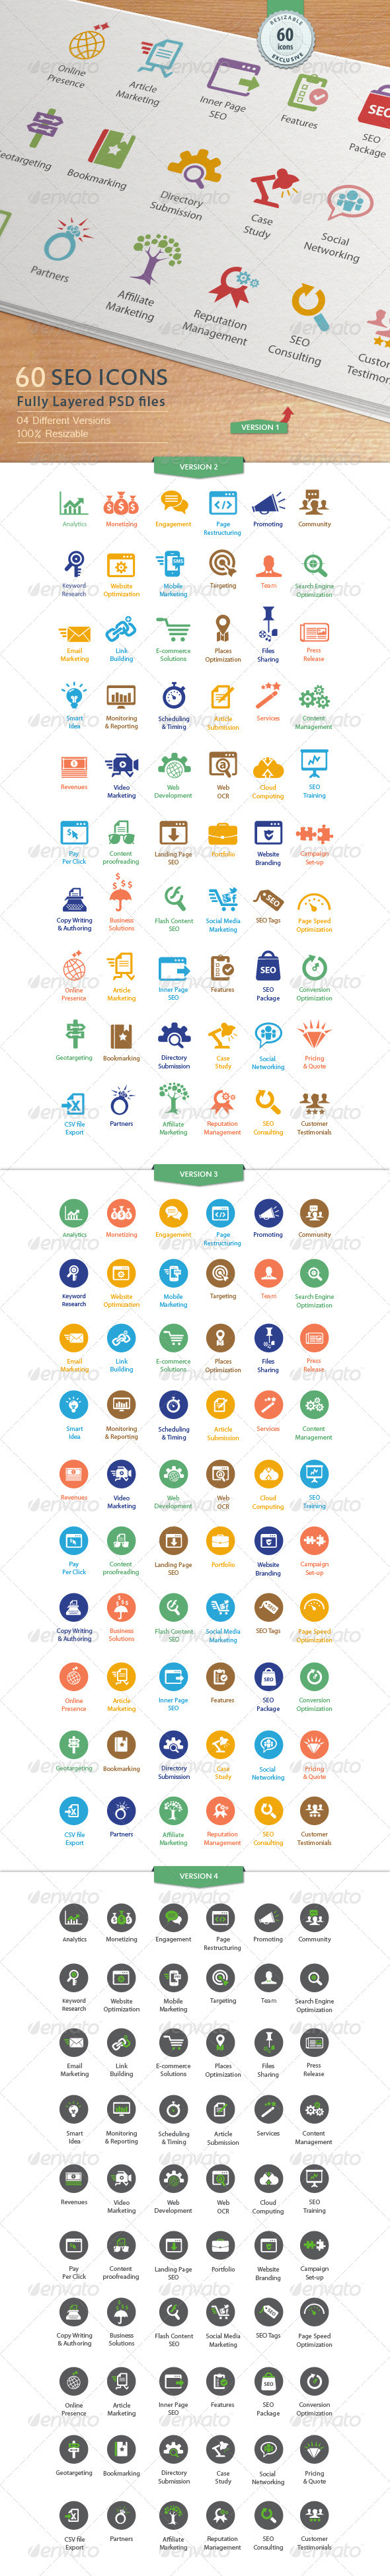 RESIZABLE
60
icons
EXCLUSIVE
Online
Presence
Article
Marketing
Inner Page
SEO
Features
SEO
SEO
Package
eotargeting
Bookmarking
Directory
Submission
Case
Study
Social
Networking
Partners
Affiliate
Marketing
Reputation
Management
SEO
Consulting
Custor
Testimor
60 SEO ICONS
Fully Layered PSD files
04 Different Versions
100% Resizable
VERSION 1
VERSION 2
Analytics
Monetizing
Engagement
Page
Restructuring
Promoting
Community
Keyword
Research
Website
Optimization
Mobile
Marketing
Targeting
Team
Search Engine
Optimization
Email
Marketing
Link
Building
E-commerce
Solutions
Places
Optimization
Files
Sharing
Press
Release
Smart
Idea
Monitoring
& Reporting
Scheduling
& Timing
Article
Submission
Services
Content
Management
Revenues
Video
Marketing
Web
Development
Web
OCR
Cloud
Computing
SEO
Training
Pay
Per Click
Content
proofreading
Landing Page
SEO
Portfolio
Website
Branding
Campaign
Set-up
Copy Writing
& Authoring
Business
Solutions
Flash Content
SEO
Social Media
Marketing
SEO Tags
Page Speed
Optimization
Online
Presence
Article
Marketing
Inner Page
SEO
Features
SEO
SEO
Package
Conversion
Optimization
Geotargeting
Bookmarking
Directory
Submission
Case
Study
Social
Networking
Pricing
& Quote
CSV file
Export
Partners
Affiliate
Marketing
Reputation
Management
SEO
Consulting
Customer
Testimonials
VERSION 3
Analytics
Monetizing
Engagement
Page
Restructuring
Promoting
Community
Keyword
Research
Website
Optimization
Mobile
Marketing
Targeting
Team
Search Engine
Optimization
Email
Marketing
Link
Building
E-commerce
Solutions
Places
Optimization
Files
Sharing
Press
Release
Smart
Idea
Monitoring
& Reporting
Scheduling
& Timing
Article
Submission
Services
Content
Management
Revenues
Video
Marketing
Web
Development
Web
OCR
Cloud
Computing
SEO
Training
Pay
Per Click
Content
proofreading
Landing Page
SEO
Portfolio
Website
Branding
Campaign
Set-up
Copy Writing
& Authoring
Business
Solutions
Flash Content
SEO
Social Media
Marketing
SEO Tags
Page Speed
Optimization
Online
Presence
Article
Marketing
Inner Page
SEO
Features
SEO
SEO
Package
Conversion
Optimization
Geotargeting
Bookmarking
Directory
Submission
Case
Study
Social
Networking
Pricing
& Quote
CSV file
Export
Partners
Affiliate
Marketing
Reputation
Management
SEO
Consulting
Customer
Testimonials
VERSION 4
Analytics
Monetizing
Engagement
Page
Restructuring
Promoting
Community
Keyword
Research
Website
Optimization
Mobile
Marketing
Targeting
Team
Search Engine
Optimization
Email
Marketing
Link
Building
E-commerce
Solutions
Places
Optimization
Files
Sharing
Press
Release
Smart
Idea
Monitoring
& Reporting
Scheduling
& Timing
Article
Submission
Services
Content
Management
Revenues
Video
Marketing
Web
Development
Web
OCR
Cloud
Computing
SEO
Training
Pay
Per Click
Content
proofreading
Landing Page
SEO
Portfolio
Website
Branding
Campaign
Set-up
Copy Writing
& Authoring
Business
Solutions
Flash Content
SEO
Social Media
Marketing
SEO Tags
Page Speed
Optimization
Online
Presence
Article
Marketing
Inner Page
SEO
Features
SEO
SEO
Package
Conversion
Optimization
Geotargeting
Bookmarking
Directory
Submission
Case
Study
Social
Networking
Pricing
& Quote
CSV file
Export
Partners
Affiliate
Marketing
Reputation
Management
SEO
Consulting
Customer
Testimonials